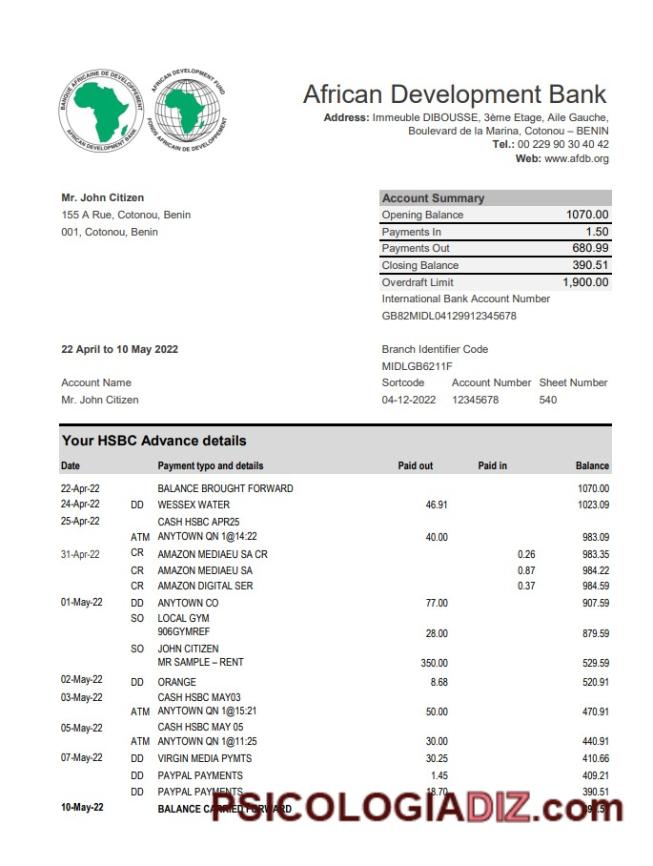 BANQUE AFRICAINE DE DEVELOPPEMENT
AFRICAN DEVELOPMENT BANK
AFRICAN DEVELOPMENT FUND
FONDS AFRICAIN DE DEVELOPPEMENT
African Development Bank
Address: Immeuble DIBOUSSE, 3ème Etage, Aile Gauche,
Boulevard de la Marina, Cotonou – BENIN
Tel.: 00 229 90 30 40 42
Web: www.afdb.org
Mr. John Citizen
155 A Rue, Cotonou, Benin
001, Cotonou, Benin
Account Summary
Opening Balance 1070.00
Payments In 1.50
Payments Out 680.99
Closing Balance 390.51
Overdraft Limit 1,900.00
International Bank Account Number
GB82MIDL04129912345678
22 April to 10 May 2022
Branch Identifier Code
MIDLGB6211F
Account Name
Mr. John Citizen
Sortcode Account Number Sheet Number
04-12-2022 12345678 540
Your HSBC Advance details
Date Payment typo and details Paid out Paid in Balance
22-Apr-22 BALANCE BROUGHT FORWARD 1070.00
24-Apr-22 DD WESSEX WATER 46.91 1023.09
25-Apr-22 CASH HSBC APR25
ATM ANYTOWN QN 1@14:22 40.00 983.09
31-Apr-22 CR AMAZON MEDIAEU SA CR 0.26 983.35
CR AMAZON MEDIAEU SA 0.87 984.22
CR AMAZON DIGITAL SER 0.37 984.59
01-May-22 DD ANYTOWN CO 77.00 907.59
SO LOCAL GYM
906GYMREF 28.00 879.59
SO JOHN CITIZEN
MR SAMPLE – RENT 350.00 529.59
02-May-22 DD ORANGE 8.68 520.91
03-May-22 CASH HSBC MAY03
ATM ANYTOWN QN 1@15:21 50.00 470.91
05-May-22 CASH HSBC MAY 05
ATM ANYTOWN QN 1@11:25 30.00 440.91
07-May-22 DD VIRGIN MEDIA PYMTS 30.25 410.66
DD PAYPAL PAYMENTS 1.45 409.21
DD PAYPAL PAYMENTS 18.70 390.51
10-May-22 BALANCE CARRIED FORWARD
PSICOLOGIADIZ.com